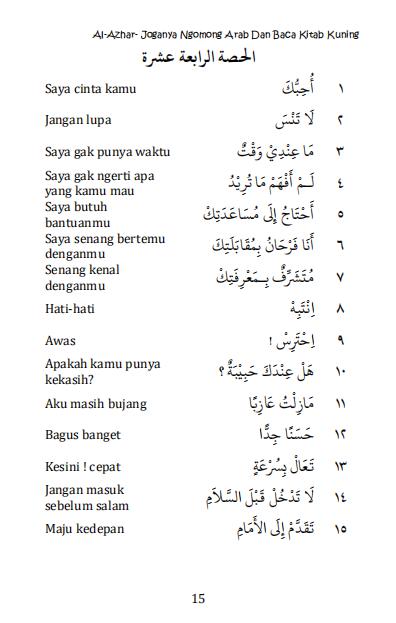 Al-Azhar- Joganya Ngomong Arab Dan Baca Kitab Kuning
الحصة الرابعة عشرة
Saya cinta kamu أُحِبُّكَ ١
Jangan lupa لَا تَنْسَ ٢
Saya gak punya waktu مَا عِنْدِيْ وَقْتٌ ٣
Saya gak ngerti apa
yang kamu mau لَـمْ أَفْهَمْ مَا تُرِيْدُ ٤
Saya butuh
bantuanmu أَحْتَاجُ إِلَى مُسَاعَدَتِكْ ٥
Saya senang bertemu
denganmu أَنَا فَرْحَانُ بِمُقَابَلَتِكَ ٦
Senang kenal
denganmu مُتَشَرِّفٌ بِـمَعْرِفَتِكْ ٧
Hati-hati اِنْتَبِهْ ٨
Awas اِحْتَرِسْ ! ٩
Apakah kamu punya
kekasih? هَلْ عِنْدَكَ حَبِيْبَةٌ ؟ ١٠
Aku masih bujang مَازِلْتُ عَازِبًا ١١
Bagus banget حَسَنًا جِدًّا ١٢
Kesini ! cepat تَعَالْ بِسُرْعَةٍ ١٣
Jangan masuk
sebelum salam لَا تَدْخُلْ قَبْلَ السَّلاَمِ ١٤
Maju kedepan تَقَدَّمْ إِلَى الأَمَامِ ١٥
15